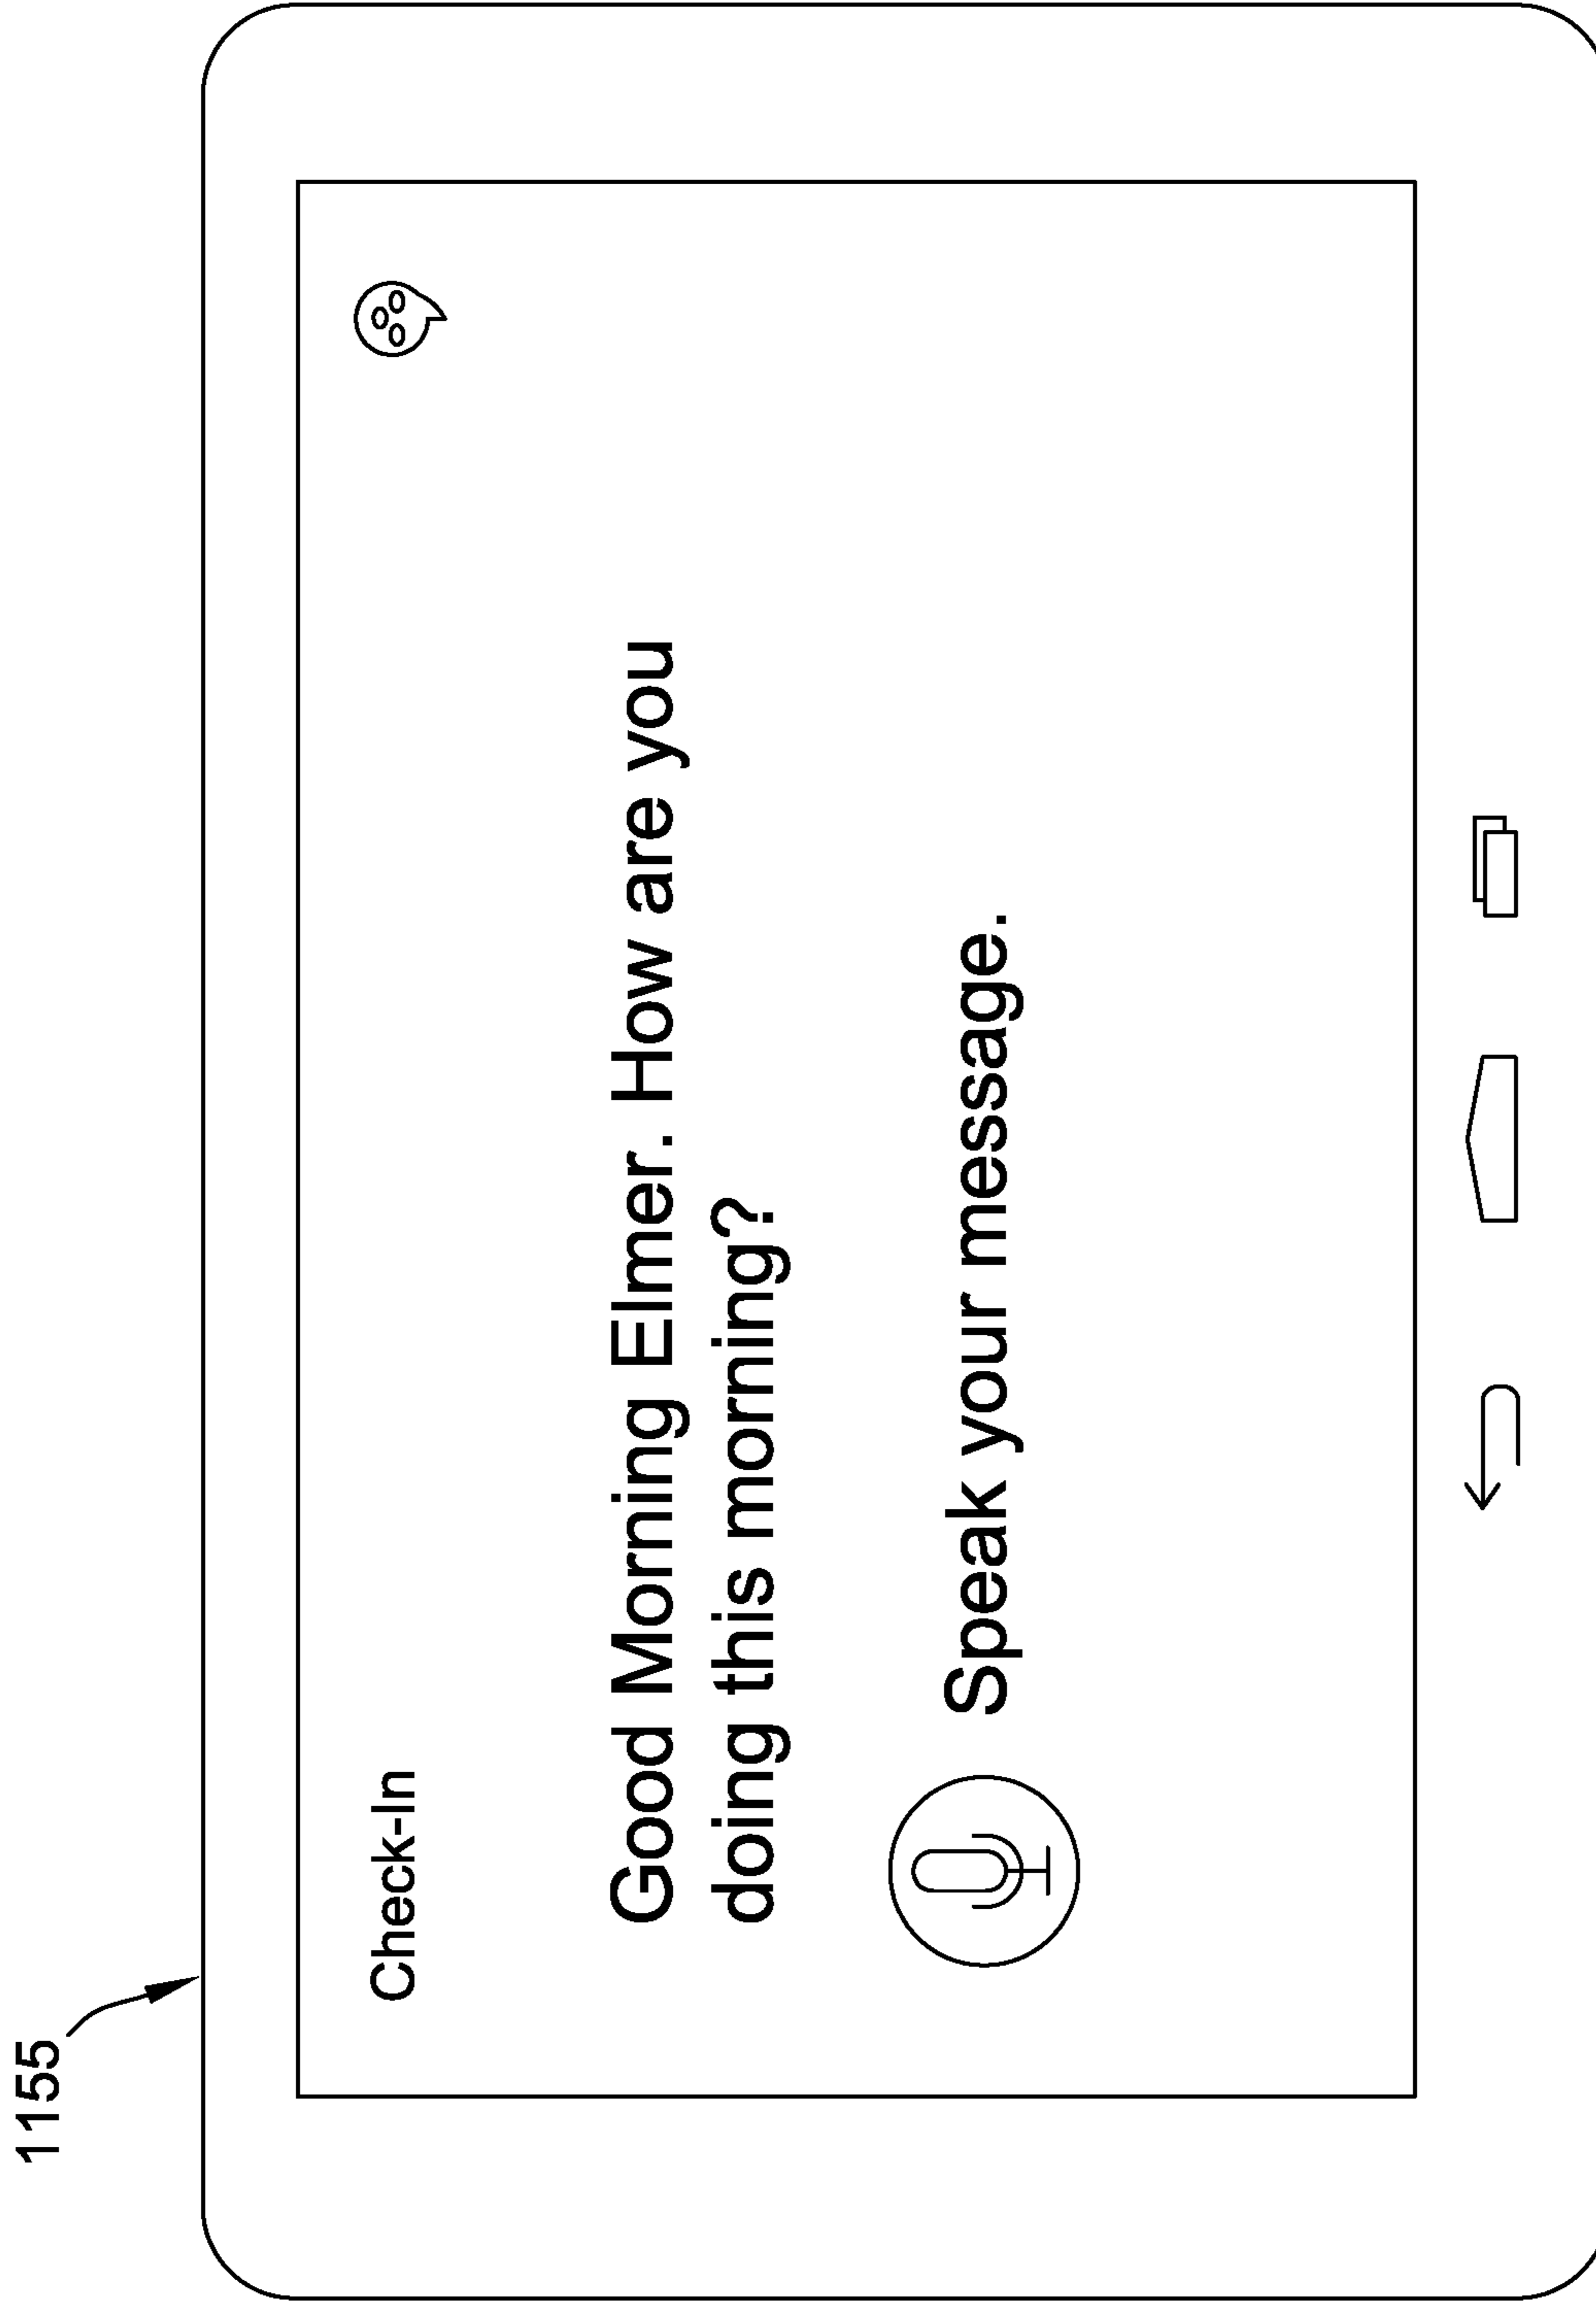 1155
Check-In
Good Morning Elmer. How are you
doing this morning?
Speak your message.